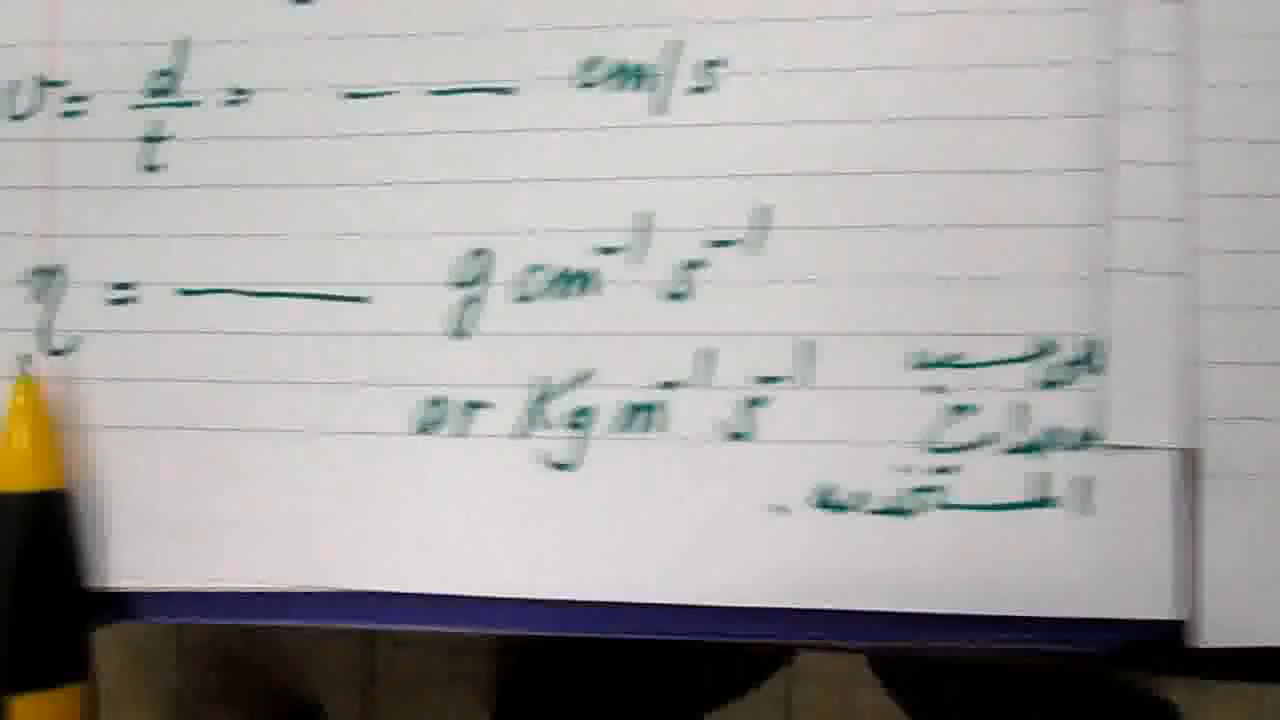 v = d/t = — — cm/s
η = —— g cm⁻¹ s⁻¹
or Kg m⁻¹ s⁻¹